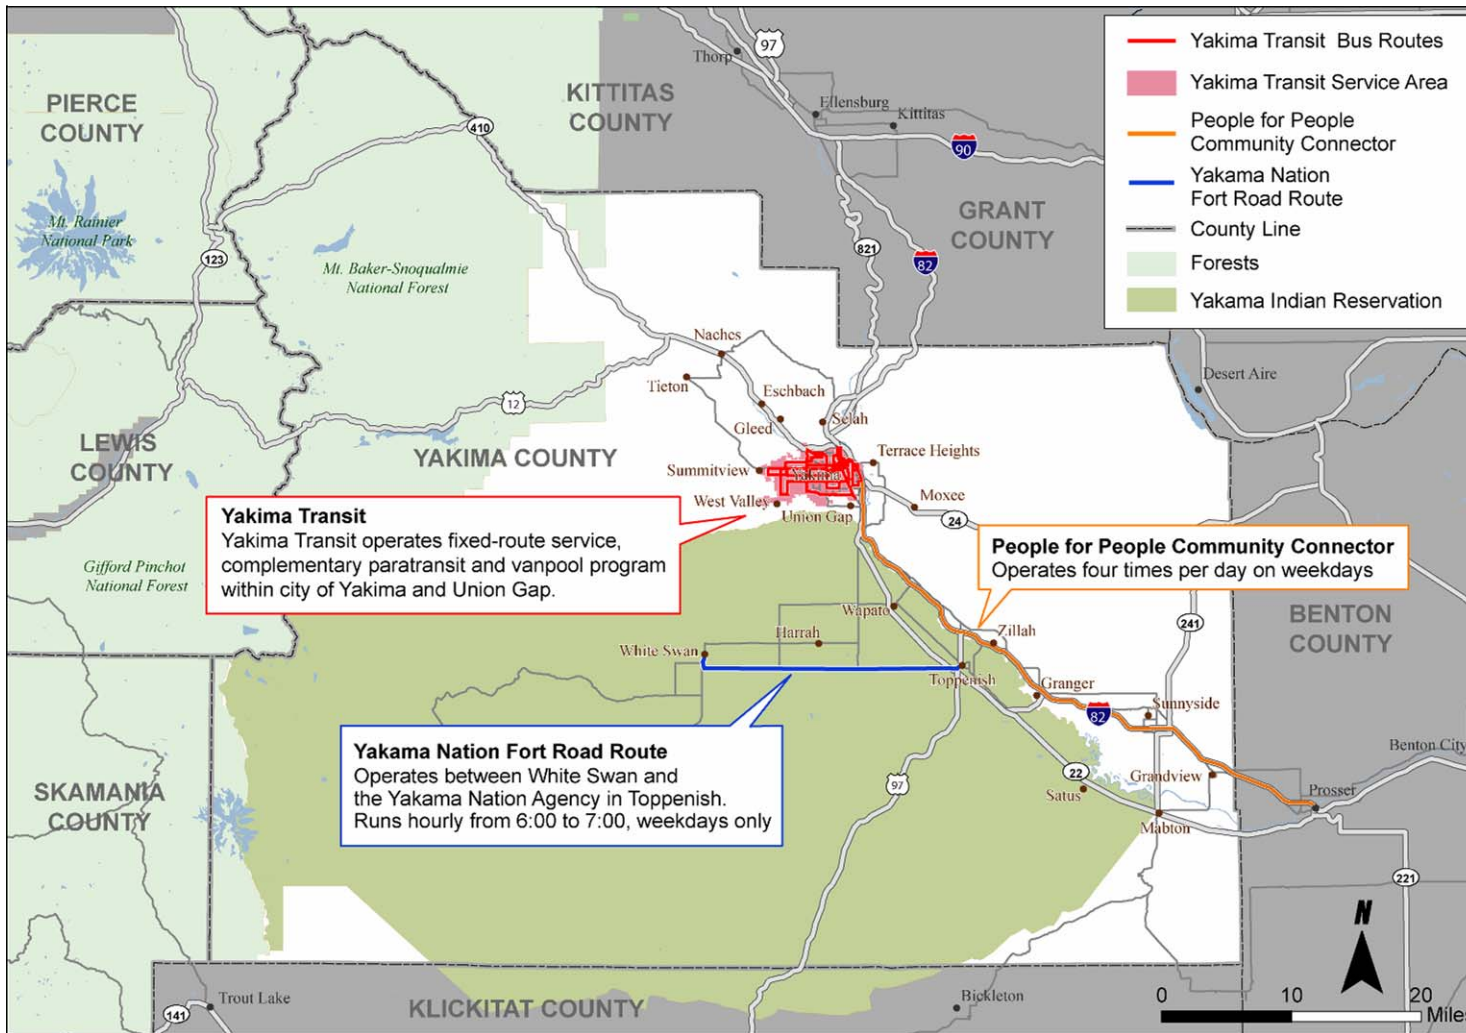 97
Thorp
KITTITAS
COUNTY
Ellensburg
Kittitas
90
PIERCE
COUNTY
410
Yakima Transit Bus Routes
Yakima Transit Service Area
People for People
Community Connector
Yakama Nation
Fort Road Route
County Line
Forests
Yakama Indian Reservation
GRANT
COUNTY
Mt. Rainier
National Park
123
Mt. Baker-Snoqualmie
National Forest
821
82
Naches
Tieton
Eschbach
Gleed
Selah
Desert Aire
12
LEWIS
COUNTY
YAKIMA COUNTY
Summitview
Yakima
Terrace Heights
West Valley
Union Gap
Moxee
24
Yakima Transit
Yakima Transit operates fixed-route service,
complementary paratransit and vanpool program
within city of Yakima and Union Gap.
People for People Community Connector
Operates four times per day on weekdays
Gifford Pinchot
National Forest
Wapato
Harrah
Zillah
241
BENTON
COUNTY
White Swan
Toppenish
Granger
Sunnyside
82
Yakama Nation Fort Road Route
Operates between White Swan and
the Yakama Nation Agency in Toppenish.
Runs hourly from 6:00 to 7:00, weekdays only
Benton City
22
Grandview
97
Satus
Prosser
Mabton
SKAMANIA
COUNTY
221
N
Trout Lake
141
KLICKITAT COUNTY
Bickleton
0 10 20
Miles